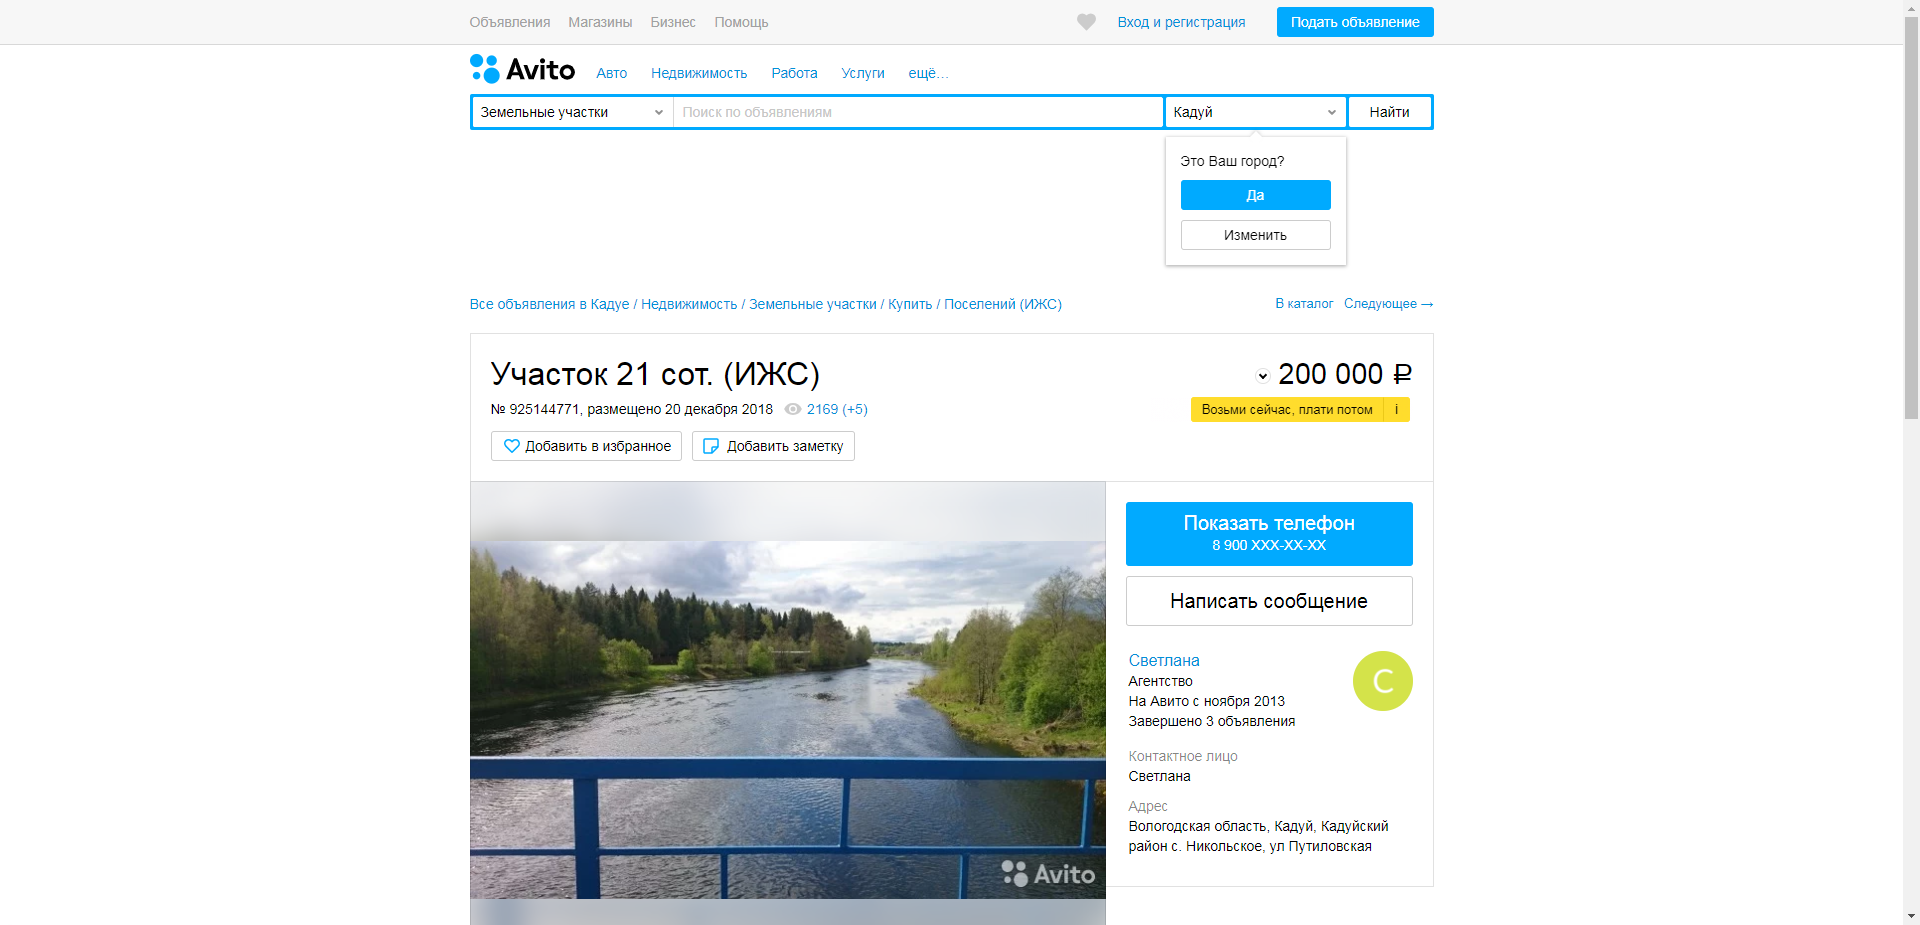 Объявления Магазины Бизнес Помощь
Вход и регистрация
Подать объявление
Avito Авто Недвижимость Работа Услуги ещё...
Земельные участки Поиск по объявлениям Кадуй Найти
Это Ваш город?
Да
Изменить
Все объявления в Кадуе / Недвижимость / Земельные участки / Купить / Поселений (ИЖС)
В каталог Следующее →
Участок 21 сот. (ИЖС)
200 000 ₽
№ 925144771, размещено 20 декабря 2018 2169 (+5)
Возьми сейчас, плати потом i
Добавить в избранное Добавить заметку
Показать телефон
8 900 XXX-XX-XX
Написать сообщение
Светлана
С
Агентство
На Авито с ноября 2013
Завершено 3 объявления
Контактное лицо
Светлана
Адрес
Вологодская область, Кадуй, Кадуйский
район с. Никольское, ул Путиловская
Avito